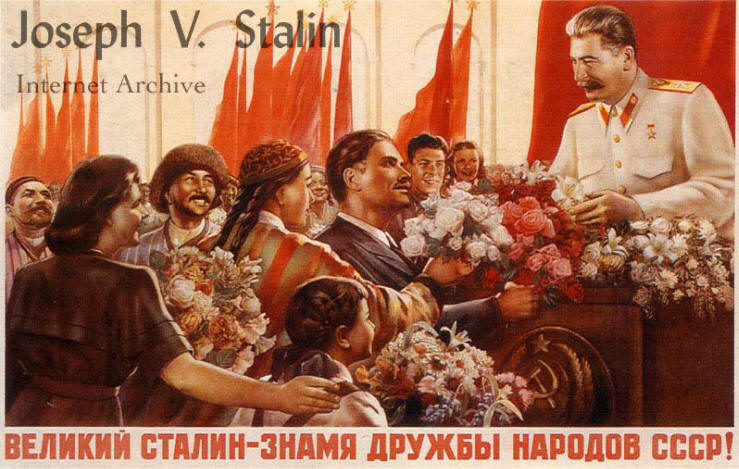 Joseph V. Stalin
Internet Archive
ВЕЛИКИЙ СТАЛИН-ЗНАМЯ ДРУЖБЫ НАРОДОВ СССР!